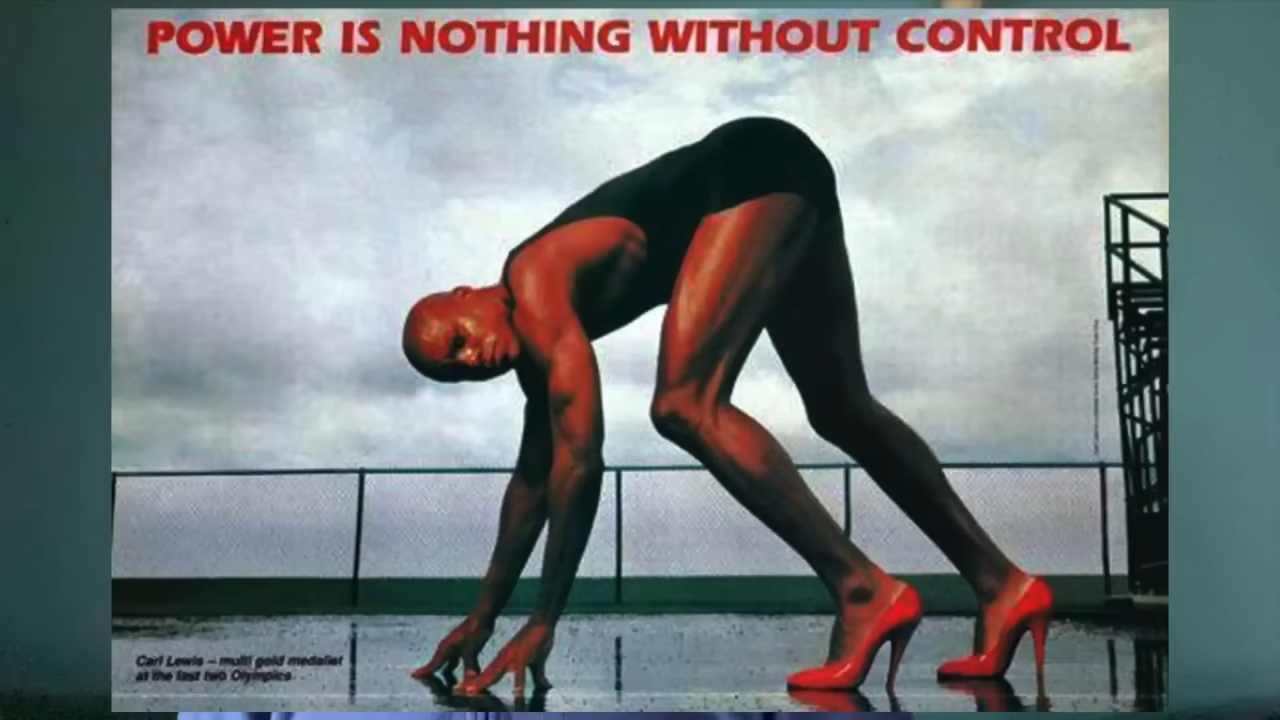 POWER IS NOTHING WITHOUT CONTROL
Carl Lewis – multi gold medalist
at the last two Olympics